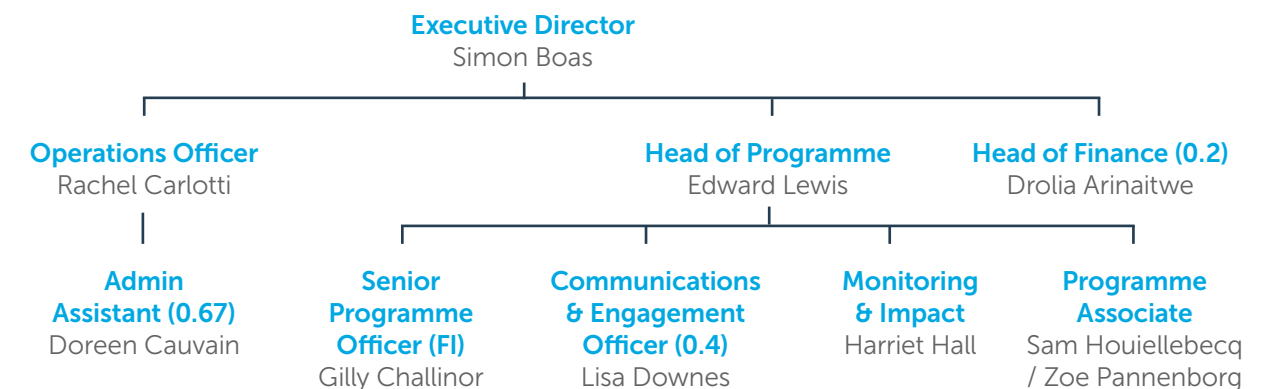 Executive Director
Simon Boas
Operations Officer
Rachel Carlotti
Head of Programme
Edward Lewis
Head of Finance (0.2)
Drolia Arinaitwe
Admin
Assistant (0.67)
Doreen Cauvain
Senior
Programme
Officer (FI)
Gilly Challinor
Communications
& Engagement
Officer (0.4)
Lisa Downes
Monitoring
& Impact
Harriet Hall
Programme
Associate
Sam Houiellebecq
/ Zoe Pannenborg